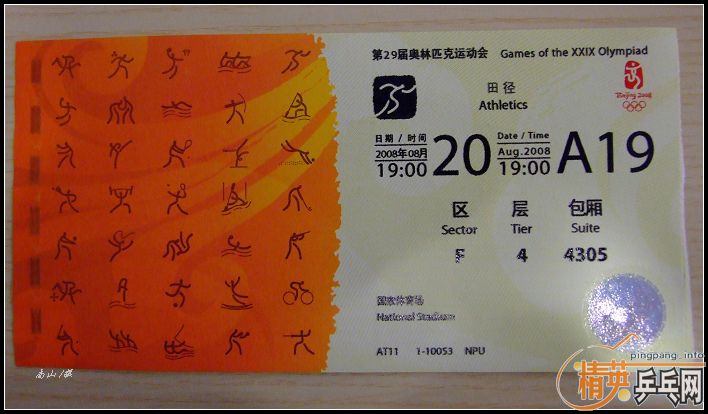 第29届奥林匹克运动会 Games of the XXIX Olympiad
田径
Athletics
Beijing 2008
日期 / 时间
2008年08月
19:00
20
Date / Time
Aug.2008
19:00
A19
区 层 包厢
Sector Tier Suite
F 4 4305
国家体育场
National Stadium
AT11 1-10053 NPU
高山/摄
pingpang.info
精英乒乓网